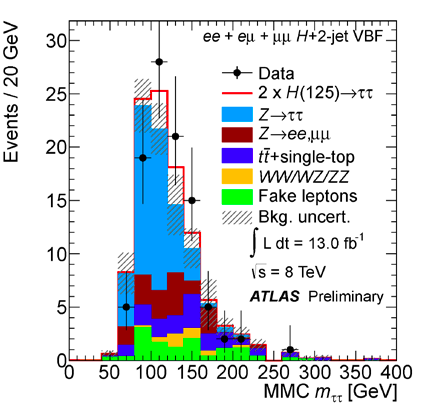 ee + eμ + μμ H+2-jet VBF
Data
2 x H(125)→ττ
Z→ττ
Z→ee,μμ
tt̄+single-top
WW/WZ/ZZ
Fake leptons
Bkg. uncert.
∫ L dt = 13.0 fb⁻¹
√s = 8 TeV
ATLAS Preliminary
Events / 20 GeV
30
25
20
15
10
5
0
0 50 100 150 200 250 300 350 400
MMC mττ [GeV]